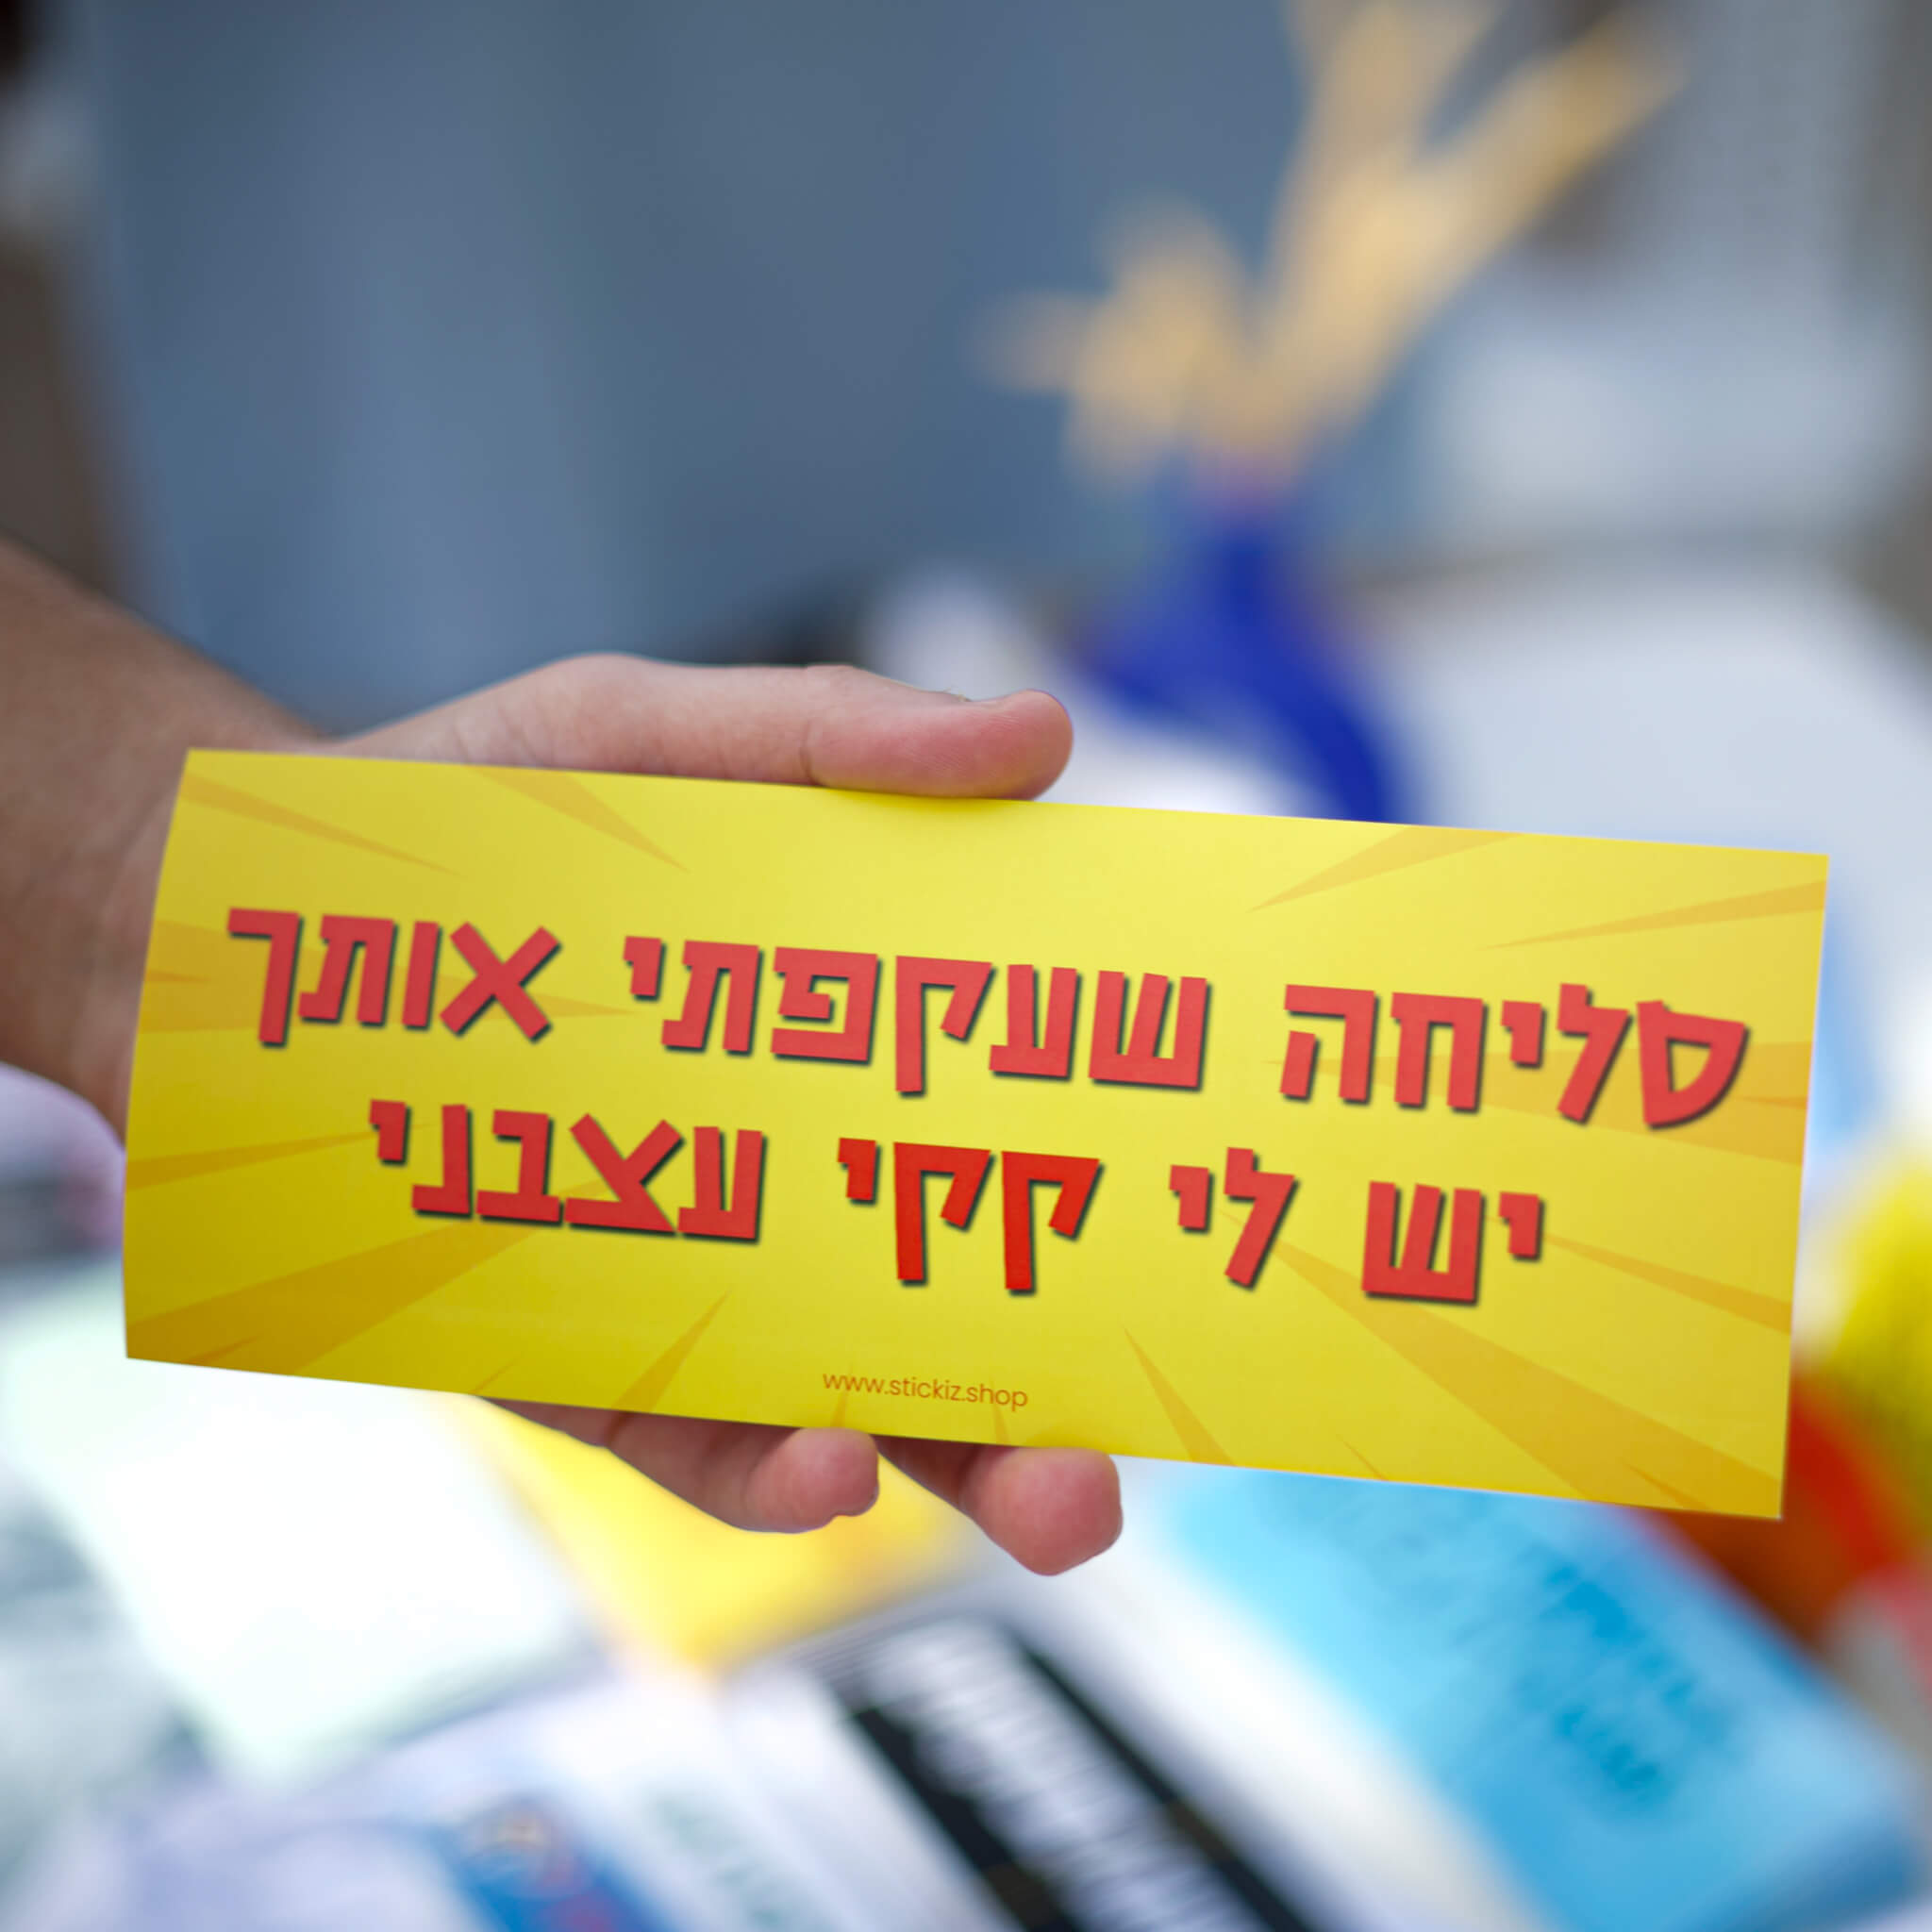 סליחה שעקפתי אותך
יש לי קקי עצבני
www.stickiz.shop